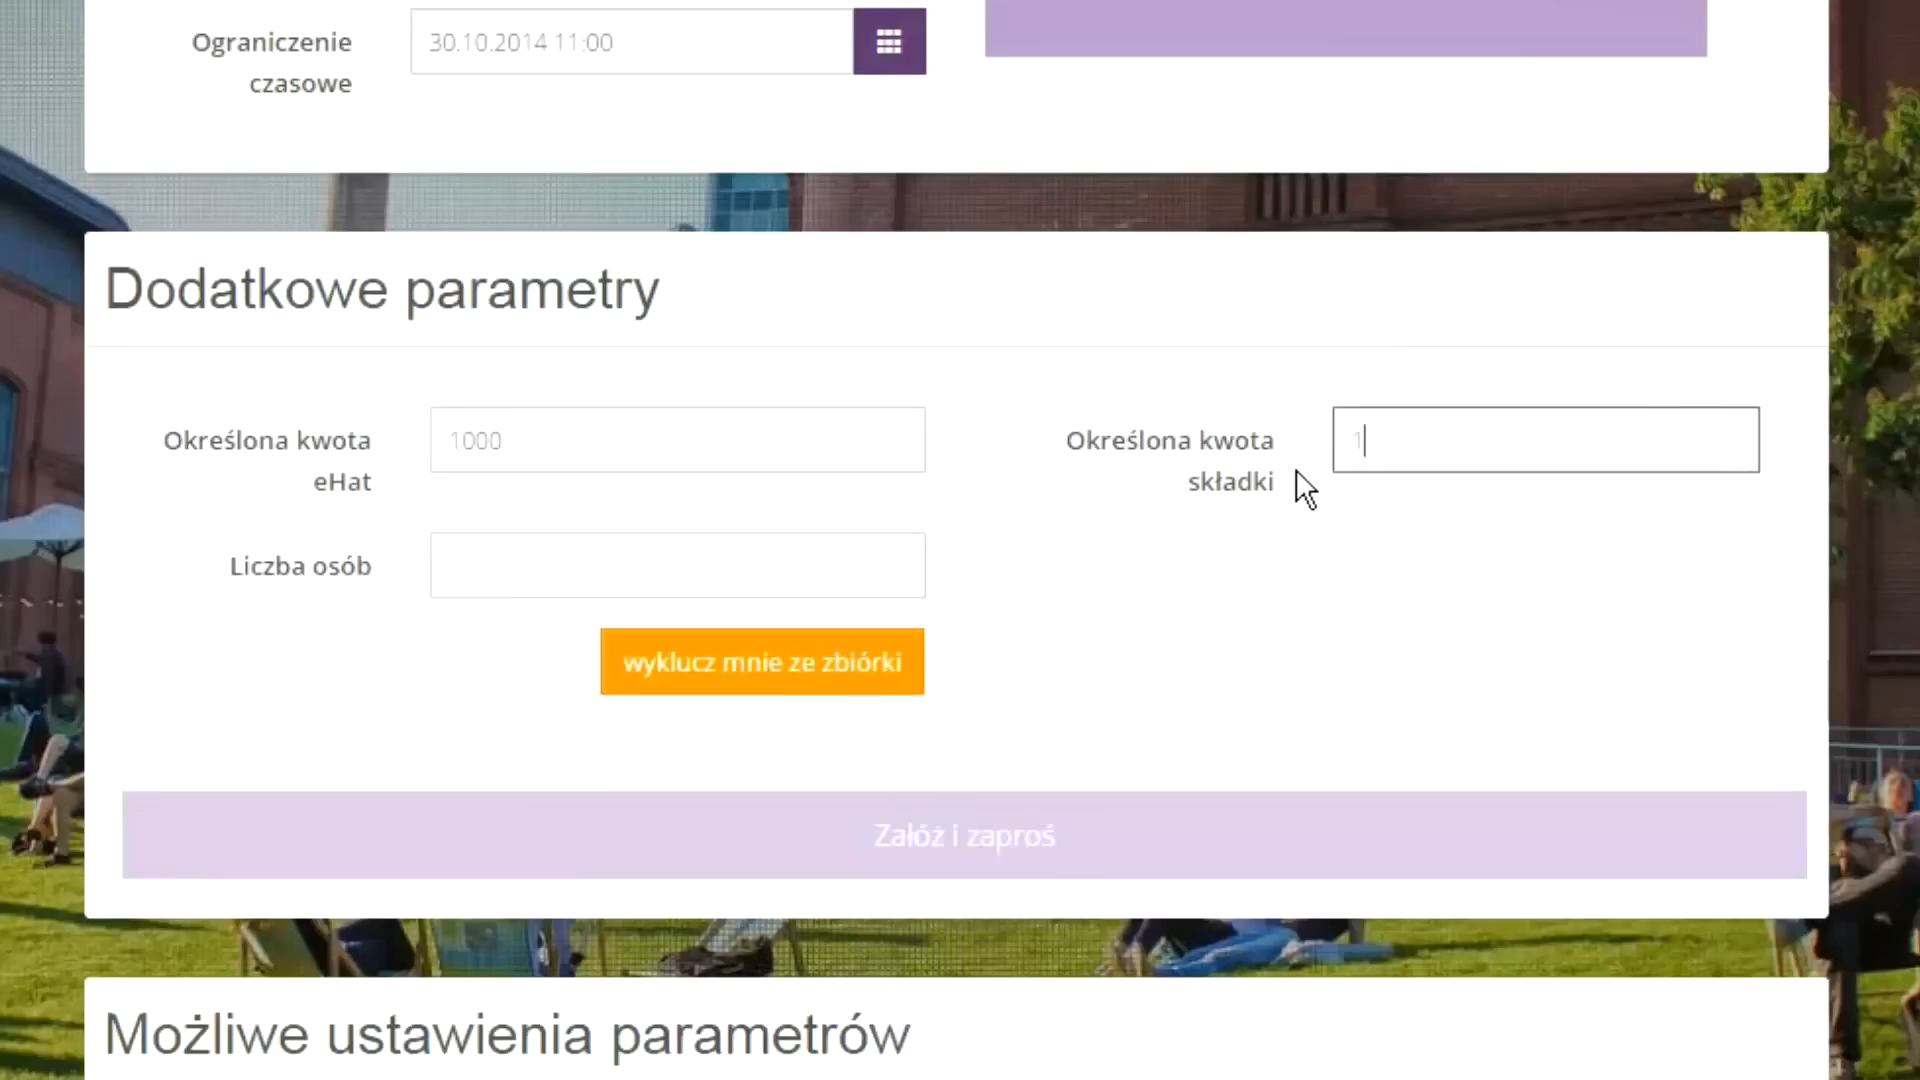 Ograniczenie
czasowe
30.10.2014 11:00
Dodatkowe parametry
Określona kwota
eHat
1000
Określona kwota
składki
1
Liczba osób
wyklucz mnie ze zbiórki
Załóż i zaproś
Możliwe ustawienia parametrów